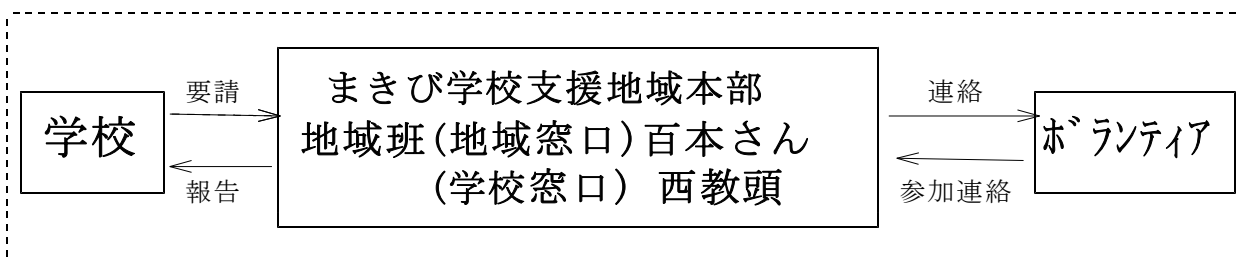 学校
要請
報告
まきび学校支援地域本部
地域班(地域窓口)百本さん
(学校窓口) 西教頭
連絡
参加連絡
ボランティア